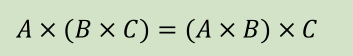 A × (B × C) = (A × B) × C